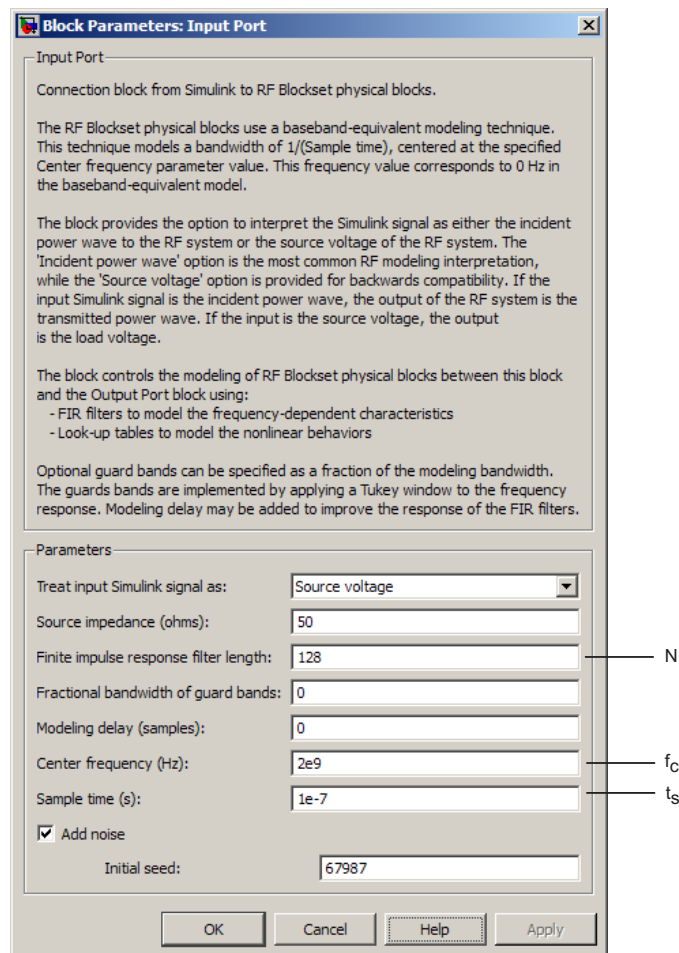 Block Parameters: Input Port
Input Port
Connection block from Simulink to RF Blockset physical blocks.
The RF Blockset physical blocks use a baseband-equivalent modeling technique.
This technique models a bandwidth of 1/(Sample time), centered at the specified
Center frequency parameter value. This frequency value corresponds to 0 Hz in
the baseband-equivalent model.
The block provides the option to interpret the Simulink signal as either the incident
power wave to the RF system or the source voltage of the RF system. The
'Incident power wave' option is the most common RF modeling interpretation,
while the 'Source voltage' option is provided for backwards compatibility. If the
input Simulink signal is the incident power wave, the output of the RF system is the
transmitted power wave. If the input is the source voltage, the output
is the load voltage.
The block controls the modeling of RF Blockset physical blocks between this block
and the Output Port block using:
- FIR filters to model the frequency-dependent characteristics
- Look-up tables to model the nonlinear behaviors
Optional guard bands can be specified as a fraction of the modeling bandwidth.
The guards bands are implemented by applying a Tukey window to the frequency
response. Modeling delay may be added to improve the response of the FIR filters.
Parameters
Treat input Simulink signal as: Source voltage
Source impedance (ohms): 50
Finite impulse response filter length: 128 N
Fractional bandwidth of guard bands: 0
Modeling delay (samples): 0
Center frequency (Hz): 2e9 fc
Sample time (s): 1e-7 ts
Add noise
Initial seed: 67987
OK Cancel Help Apply